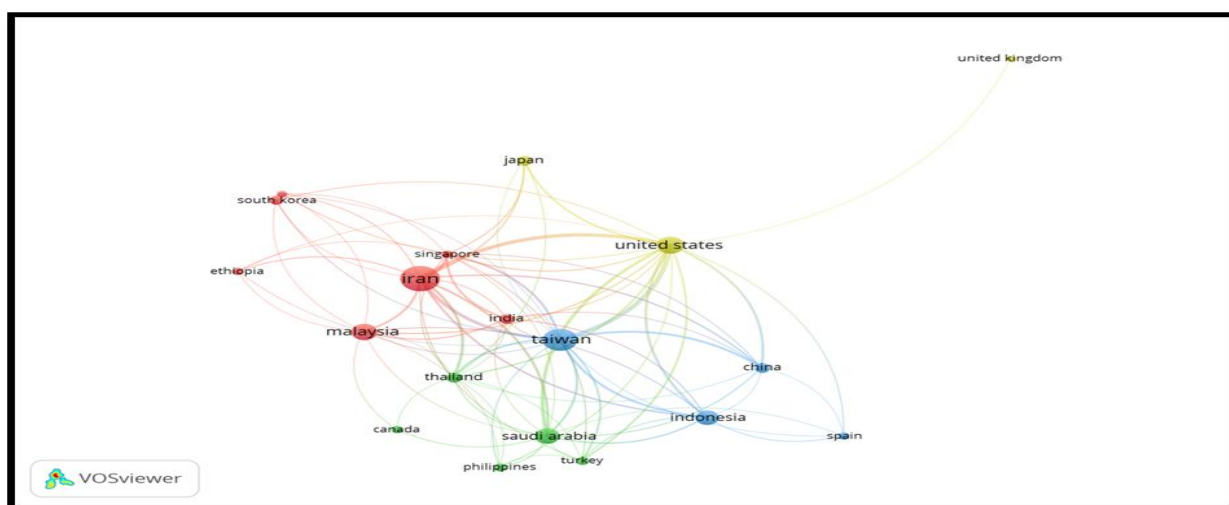 united kingdom
japan
south korea
united states
singapore
ethiopia
iran
india
malaysia
taiwan
china
thailand
indonesia
canada
saudi arabia
spain
turkey
philippines
VOSviewer